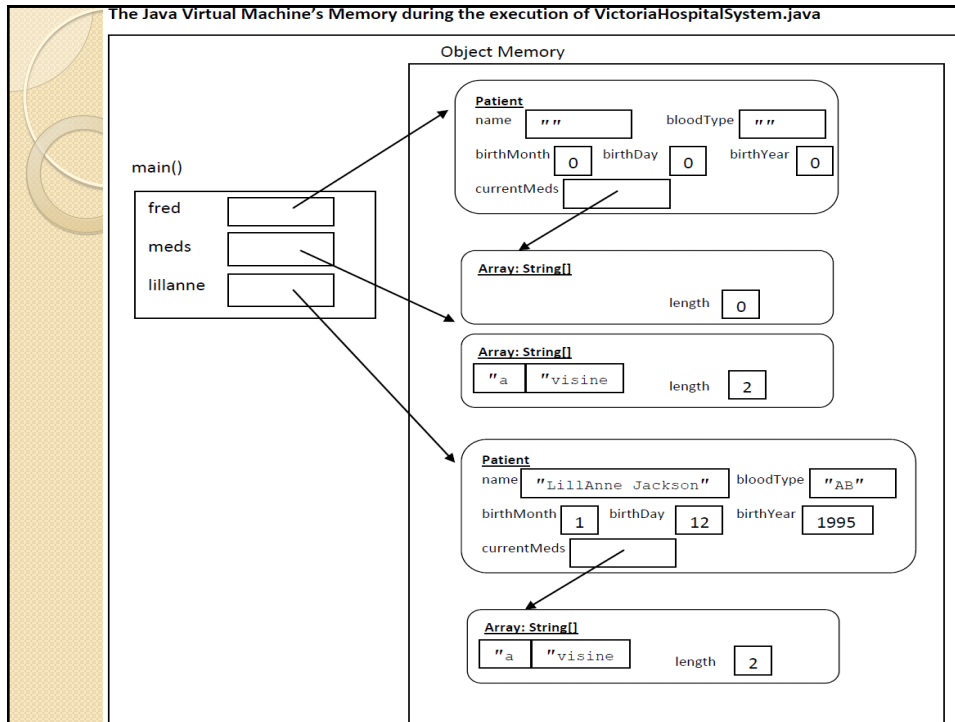 The Java Virtual Machine's Memory during the execution of VictoriaHospitalSystem.java
Object Memory
main()
fred
meds
lillanne
Patient
name "" bloodType ""
birthMonth 0 birthDay 0 birthYear 0
currentMeds
Array: String[]
length 0
Array: String[]
"a "visine length 2
Patient
name "LillAnne Jackson" bloodType "AB"
birthMonth 1 birthDay 12 birthYear 1995
currentMeds
Array: String[]
"a "visine length 2